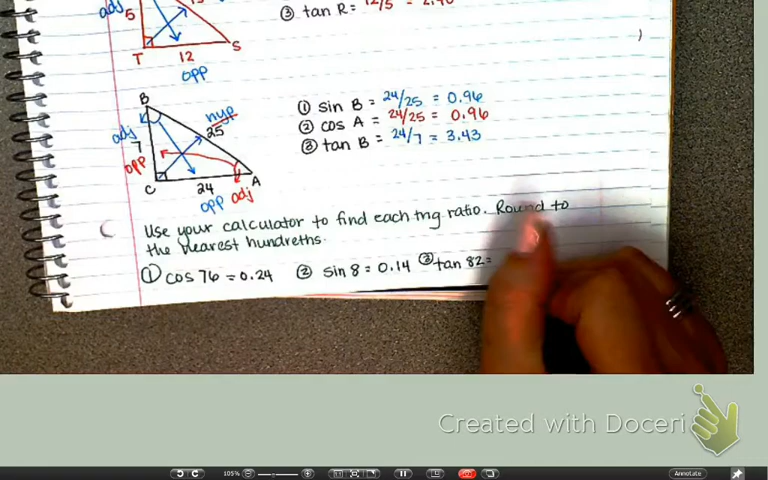 adj
5
13
③ tan R = 12/5 = 2.40
T
12
S
opp
B
hyp
① sin B = 24/25 = 0.96
adj
25
② cos A = 24/25 = 0.96
7
③ tan B = 24/7 = 3.43
opp
C
24
A
opp
adj
Use your calculator to find each trig ratio. Round to
the nearest hundreths.
① cos 76 = 0.24 ② sin 8 = 0.14 ③ tan 82 =
Created with Doceri
105%
Annotate